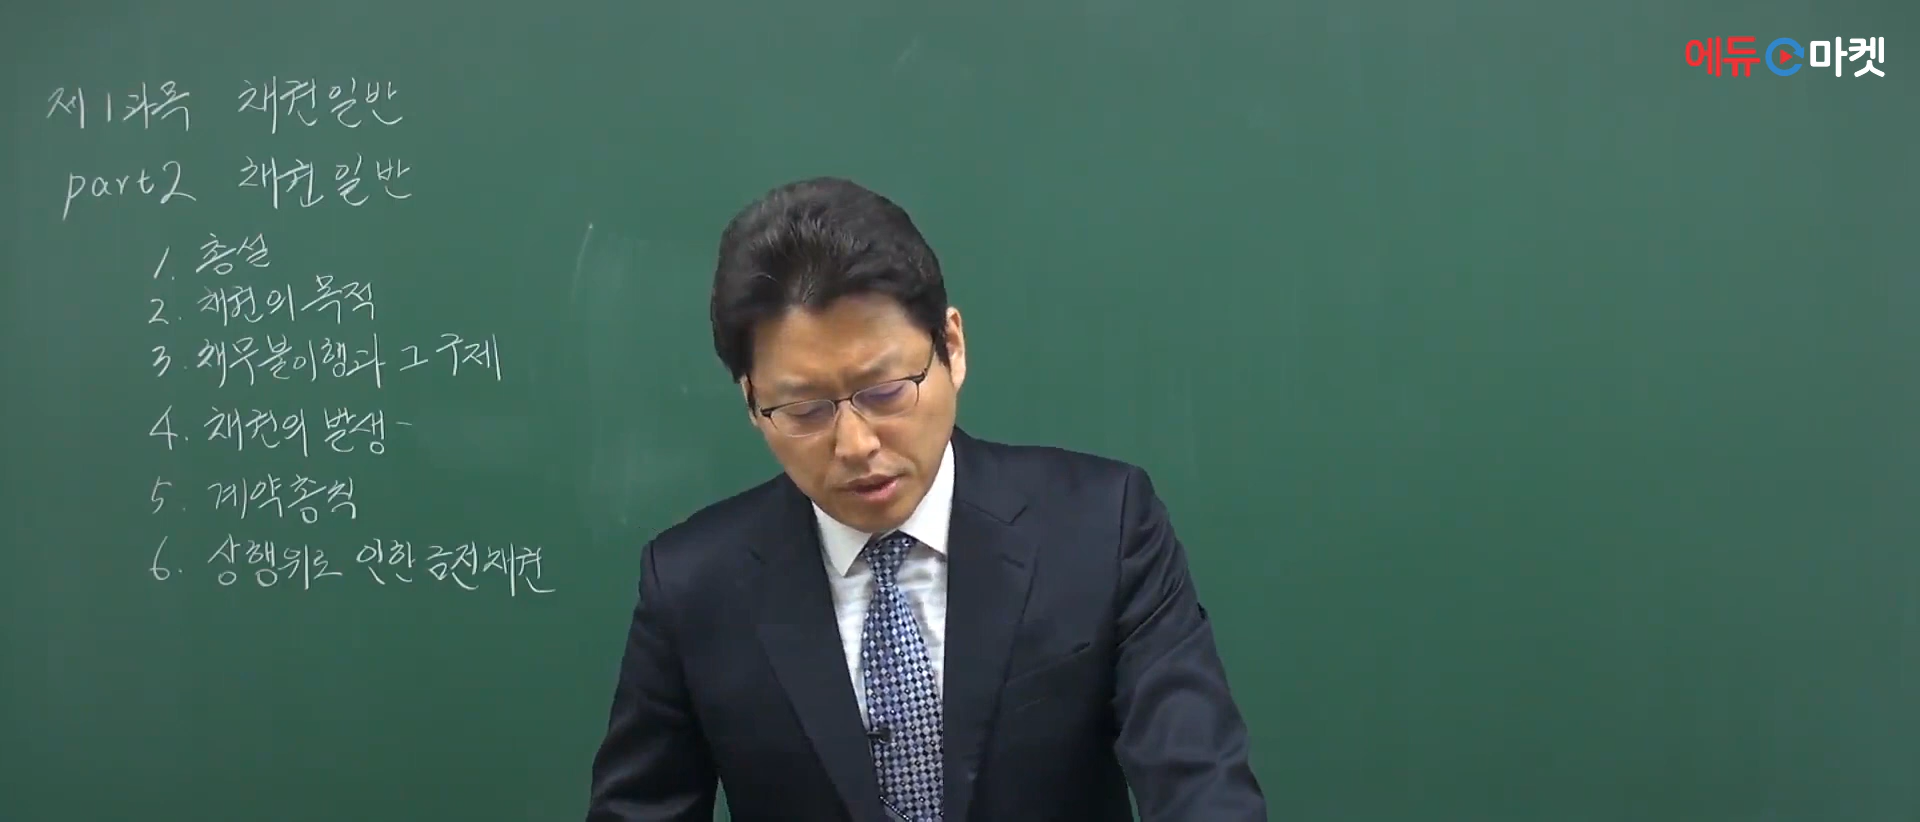 에듀 마켓
제1과목 채권일반
part2 채권일반
1. 총설
2. 채권의 목적
3. 채무불이행과 그 구제
4. 채권의 발생-
5. 계약총칙
6. 상행위로 인한 금전채권